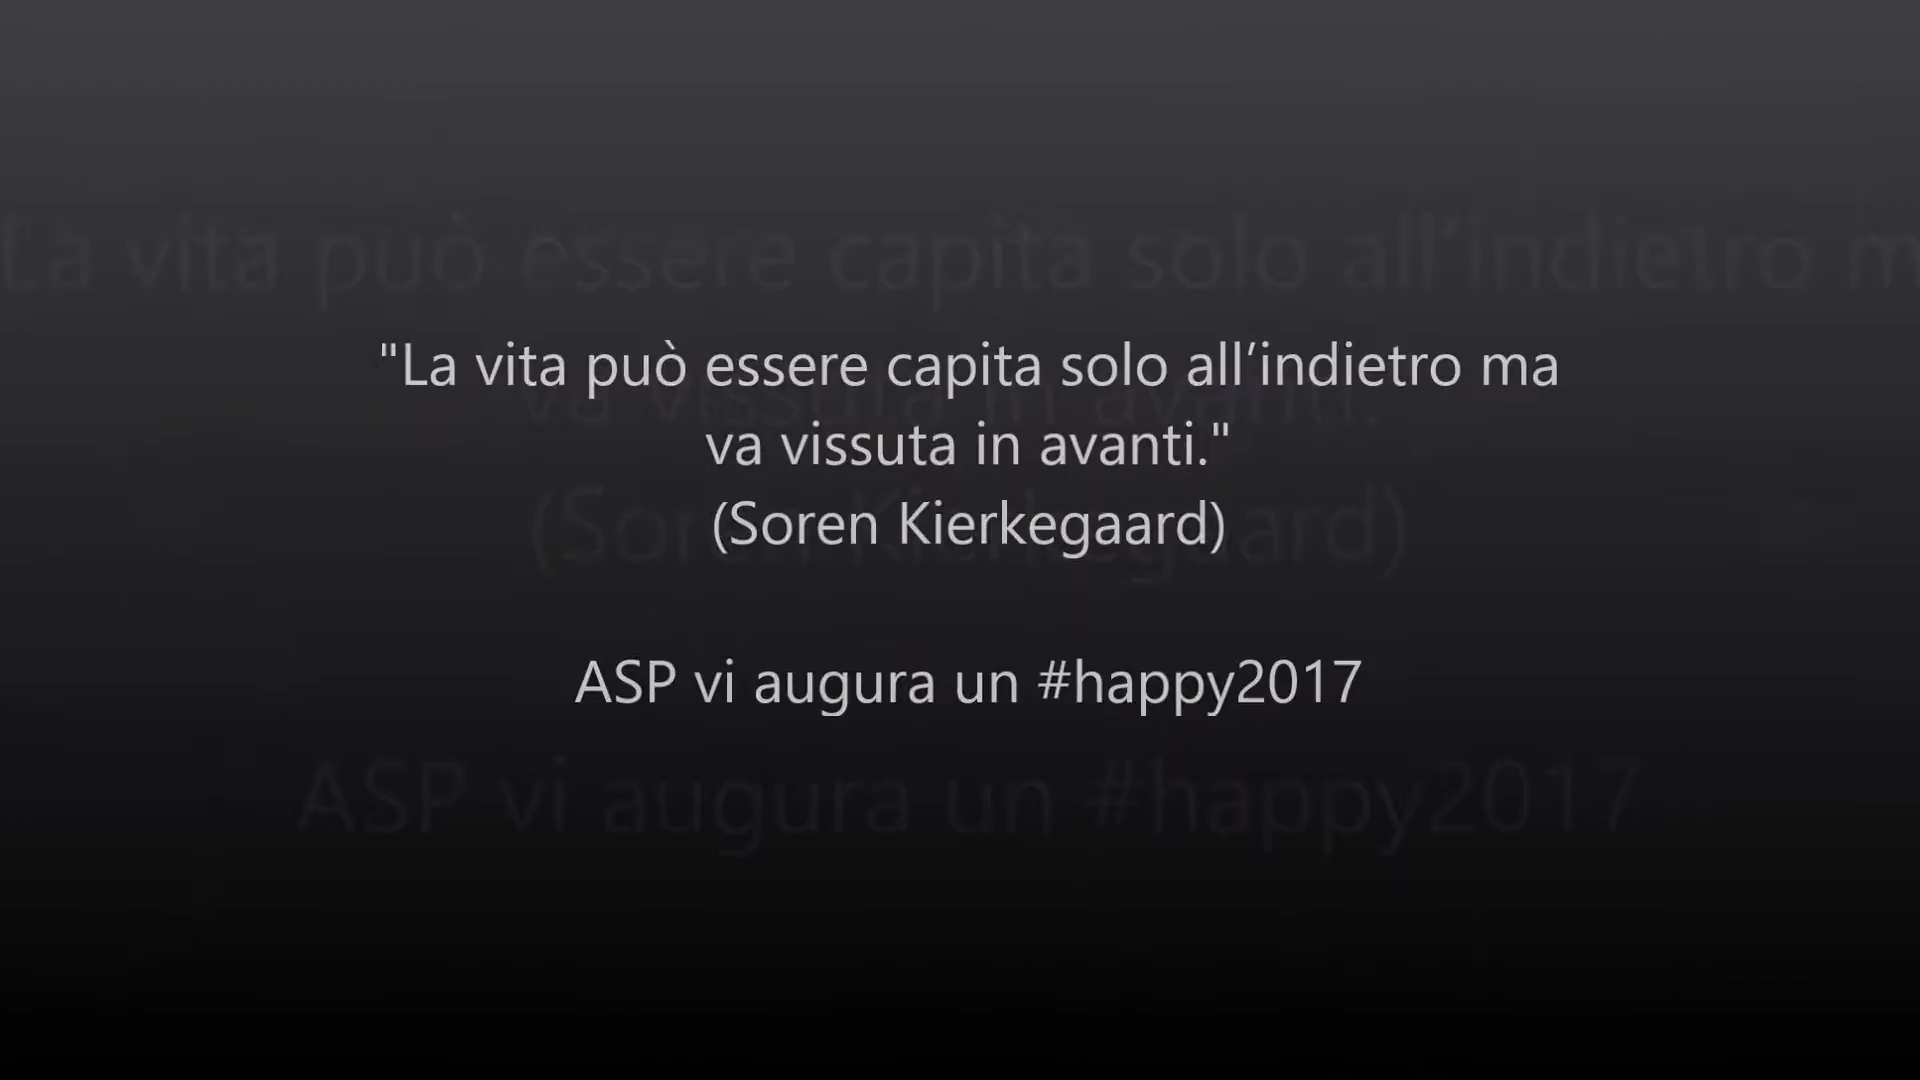 "La vita può essere capita solo all’indietro ma
va vissuta in avanti."
(Soren Kierkegaard)
ASP vi augura un #happy2017